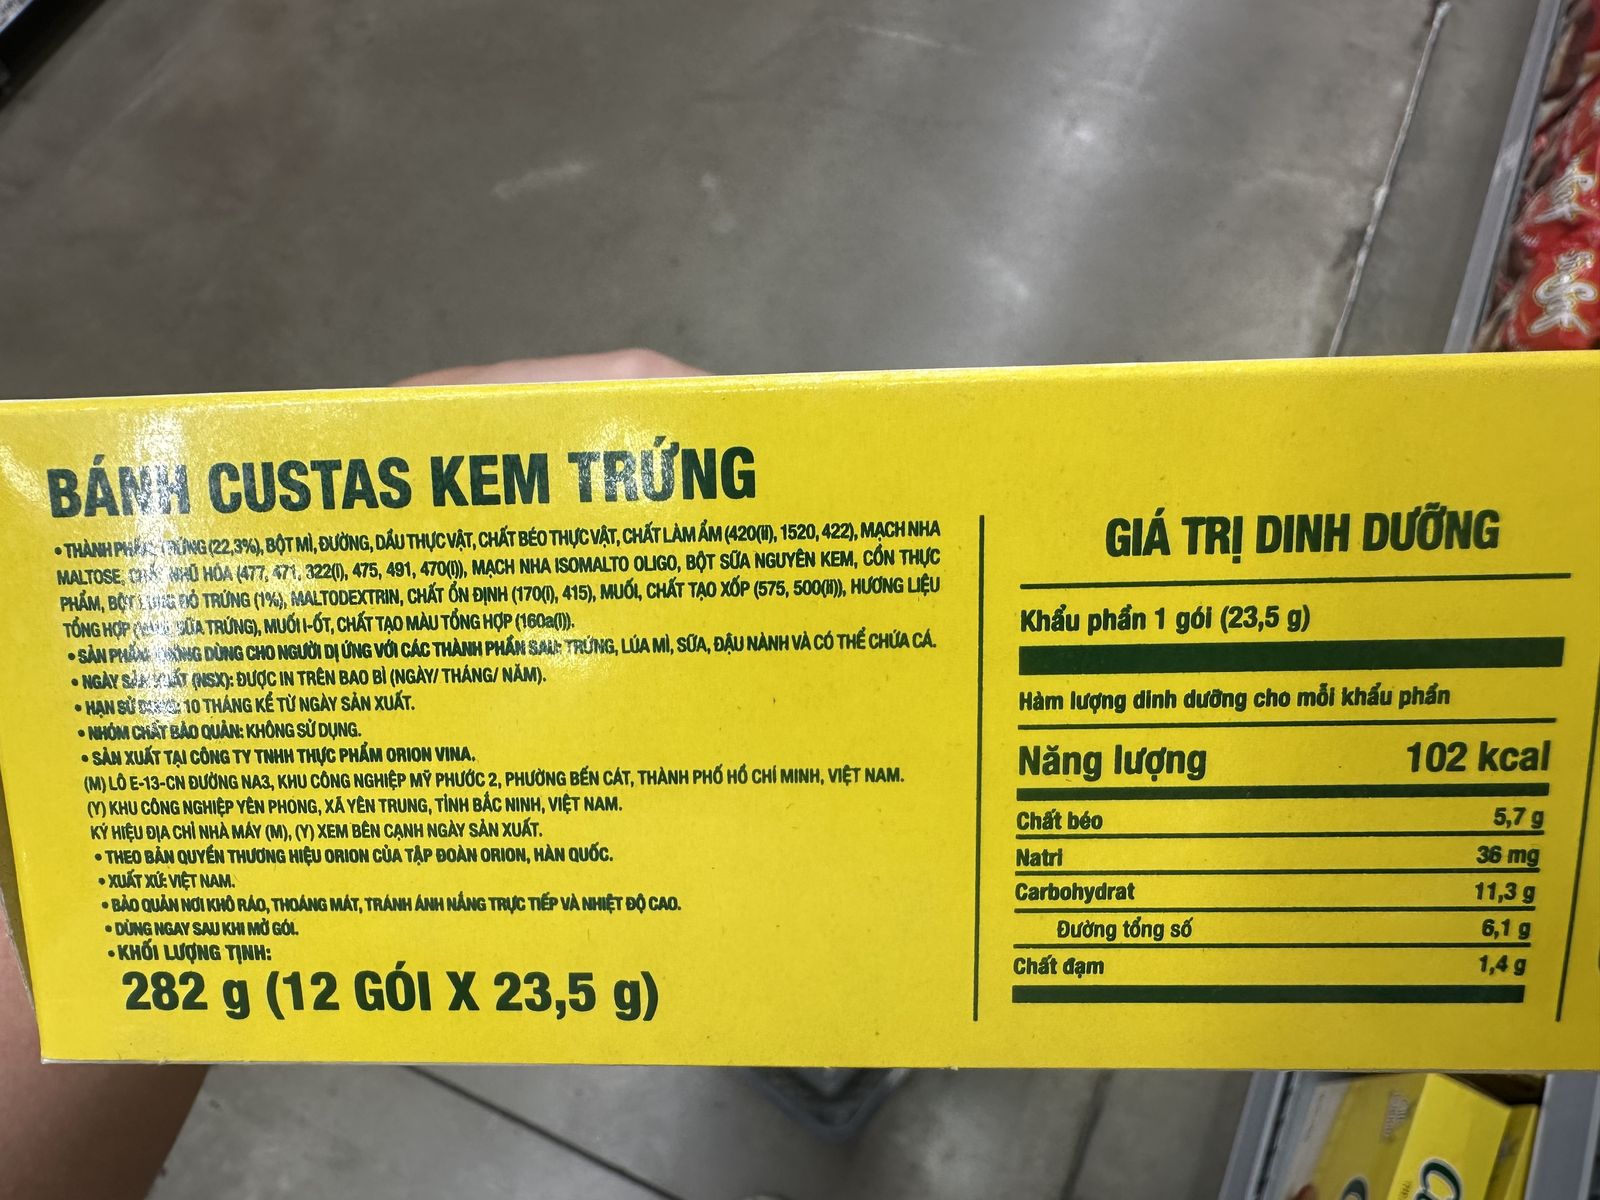 BÁNH CUSTAS KEM TRỨNG
• THÀNH PHẦN: TRỨNG (22,3%), BỘT MÌ, ĐƯỜNG, DẦU THỰC VẬT, CHẤT BÉO THỰC VẬT, CHẤT LÀM ẨM (420(ii), 1520, 422), MẠCH NHA
MALTOSE, CHẤT NHŨ HÓA (477, 471, 322(i), 475, 491, 470(i)), MẠCH NHA ISOMALTO OLIGO, BỘT SỮA NGUYÊN KEM, CỒN THỰC
PHẨM, BỘT LÒNG ĐỎ TRỨNG (1%), MALTODEXTRIN, CHẤT ỔN ĐỊNH (170(i), 415), MUỐI, CHẤT TẠO XỐP (575, 500(ii)), HƯƠNG LIỆU
TỔNG HỢP SỮA TRỨNG), MUỐI I-ỐT, CHẤT TẠO MÀU TỔNG HỢP (160a(i)).
• SẢN PHẨM KHÔNG DÙNG CHO NGƯỜI DỊ ỨNG VỚI CÁC THÀNH PHẦN SAU: TRỨNG, LÚA MÌ, SỮA, ĐẬU NÀNH VÀ CÓ THỂ CHỨA CÁ.
• NGÀY SẢN XUẤT (NSX): ĐƯỢC IN TRÊN BAO BÌ (NGÀY/ THÁNG/ NĂM).
• HẠN SỬ DỤNG: 10 THÁNG KỂ TỪ NGÀY SẢN XUẤT.
• NHÓM CHẤT BẢO QUẢN: KHÔNG SỬ DỤNG.
• SẢN XUẤT TẠI CÔNG TY TNHH THỰC PHẨM ORION VINA.
(M) LÔ E-13-CN ĐƯỜNG NA3, KHU CÔNG NGHIỆP MỸ PHƯỚC 2, PHƯỜNG BẾN CÁT, THÀNH PHỐ HỒ CHÍ MINH, VIỆT NAM.
(Y) KHU CÔNG NGHIỆP YÊN PHONG, XÃ YÊN TRUNG, TỈNH BẮC NINH, VIỆT NAM.
KÝ HIỆU ĐỊA CHỈ NHÀ MÁY (M), (Y) XEM BÊN CẠNH NGÀY SẢN XUẤT.
• THEO BẢN QUYỀN THƯƠNG HIỆU ORION CỦA TẬP ĐOÀN ORION, HÀN QUỐC.
• XUẤT XỨ: VIỆT NAM.
• BẢO QUẢN NƠI KHÔ RÁO, THOÁNG MÁT, TRÁNH ÁNH NẮNG TRỰC TIẾP VÀ NHIỆT ĐỘ CAO.
• DÙNG NGAY SAU KHI MỞ GÓI.
• KHỐI LƯỢNG TỊNH:
282 g (12 GÓI X 23,5 g)
GIÁ TRỊ DINH DƯỠNG
Khẩu phần 1 gói (23,5 g)
Hàm lượng dinh dưỡng cho mỗi khẩu phần
Năng lượng 102 kcal
Chất béo 5,7 g
Natri 36 mg
Carbohydrat 11,3 g
Đường tổng số 6,1 g
Chất đạm 1,4 g